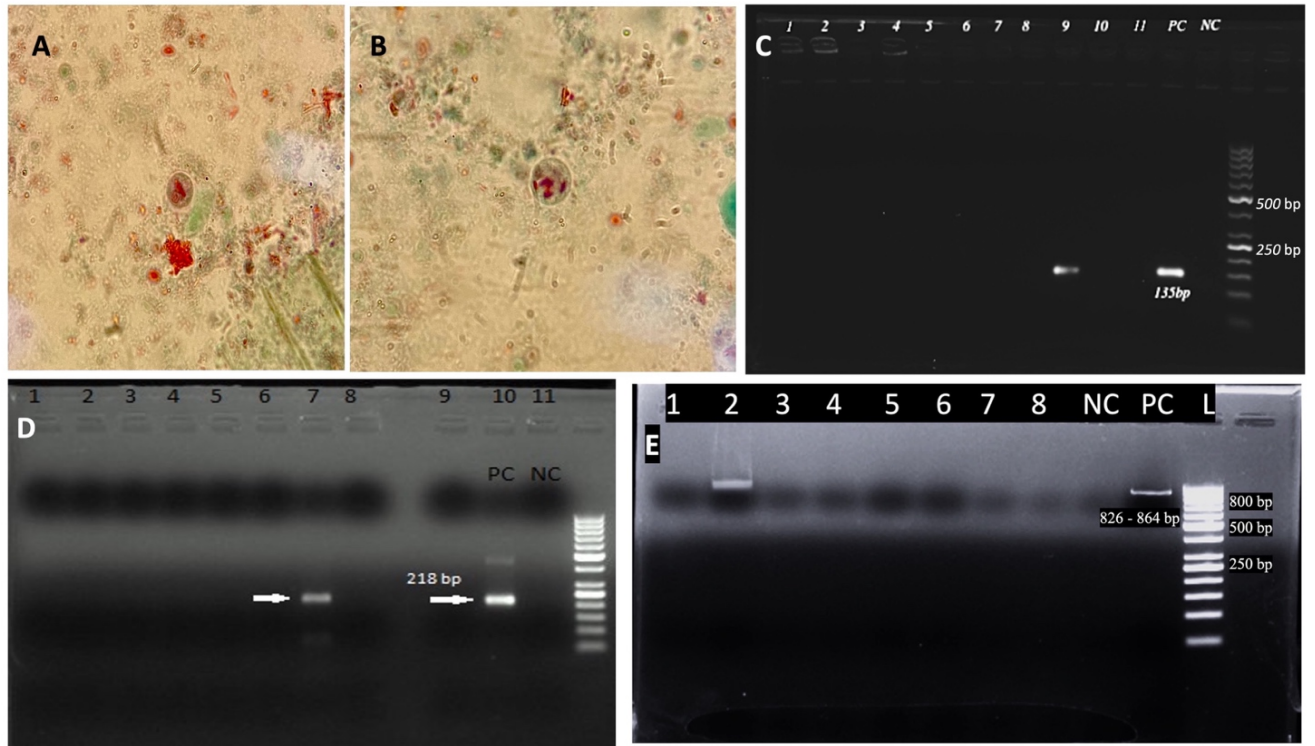 A
B
C
1 2 3 4 5 6 7 8 9 10 11 PC NC
500 bp
250 bp
135bp
D
1 2 3 4 5 6 7 8 9 10 11
PC NC
218 bp
E
1 2 3 4 5 6 7 8 NC PC L
800 bp
826 - 864 bp
500 bp
250 bp